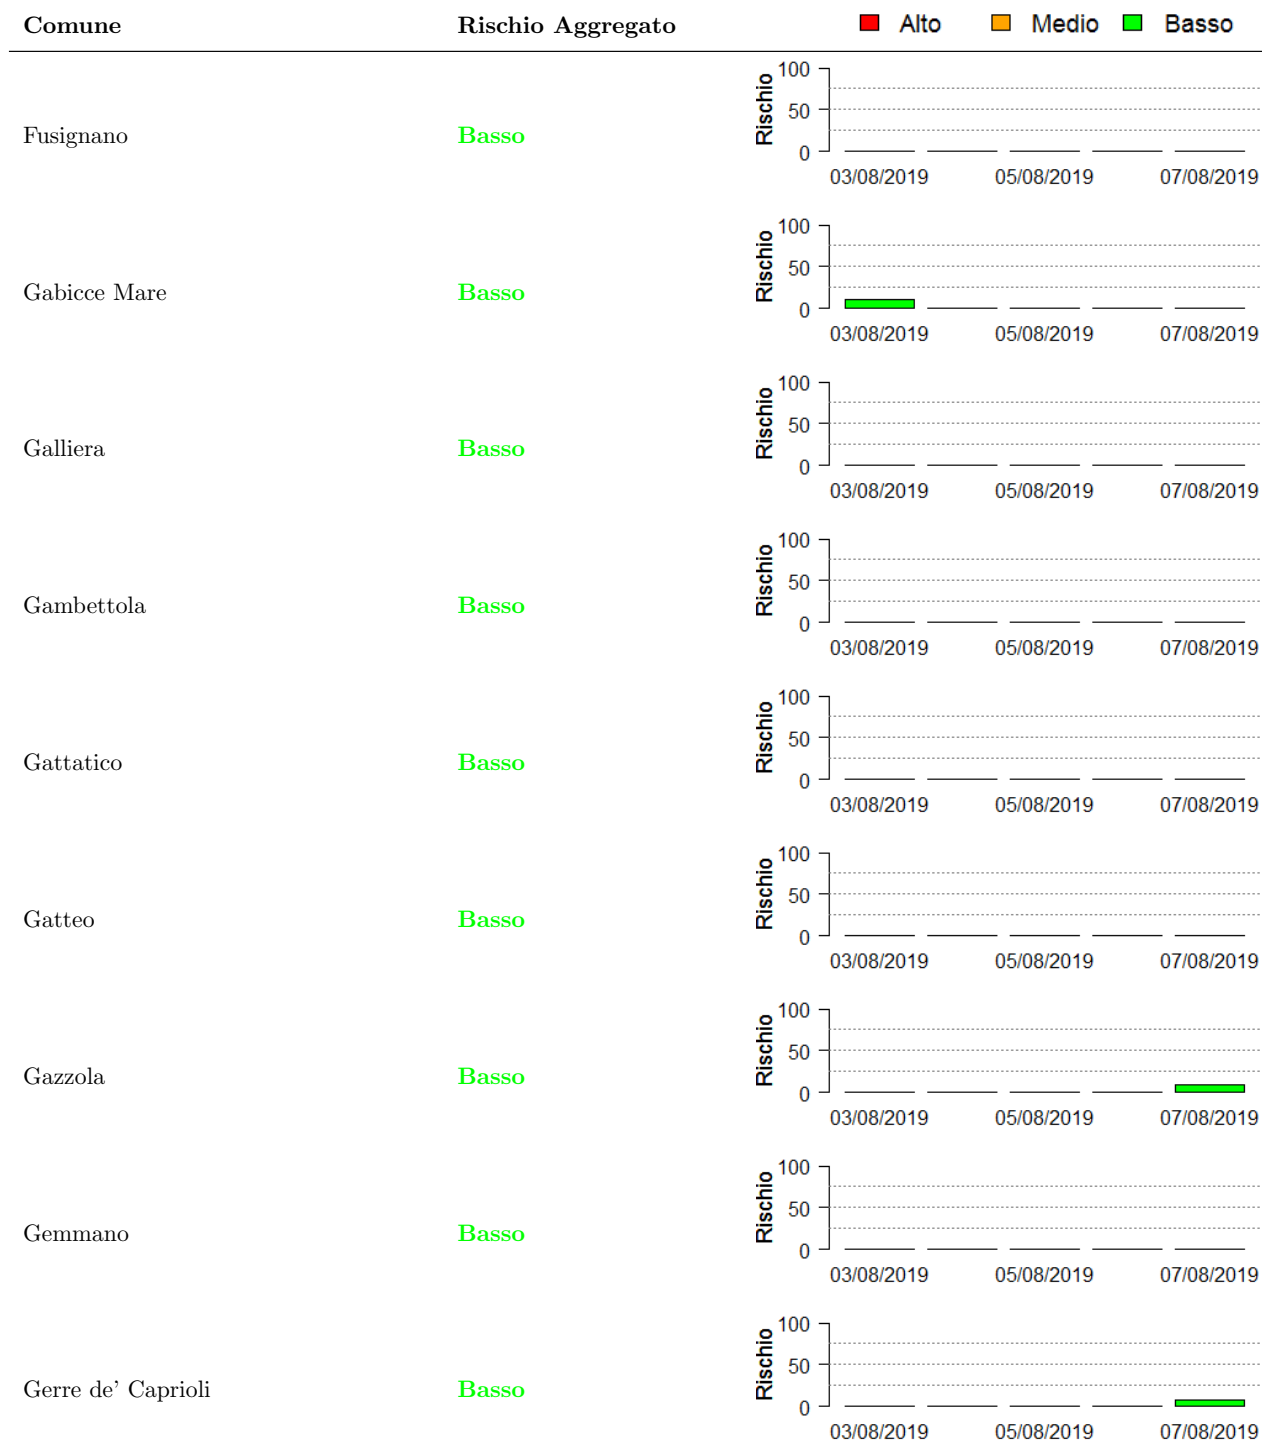 Comune Rischio Aggregato Alto Medio Basso
Fusignano Basso
Rischio
100
50
0
03/08/2019 05/08/2019 07/08/2019
Gabicce Mare Basso
Rischio
100
50
0
03/08/2019 05/08/2019 07/08/2019
Galliera Basso
Rischio
100
50
0
03/08/2019 05/08/2019 07/08/2019
Gambettola Basso
Rischio
100
50
0
03/08/2019 05/08/2019 07/08/2019
Gattatico Basso
Rischio
100
50
0
03/08/2019 05/08/2019 07/08/2019
Gatteo Basso
Rischio
100
50
0
03/08/2019 05/08/2019 07/08/2019
Gazzola Basso
Rischio
100
50
0
03/08/2019 05/08/2019 07/08/2019
Gemmano Basso
Rischio
100
50
0
03/08/2019 05/08/2019 07/08/2019
Gerre de' Caprioli Basso
Rischio
100
50
0
03/08/2019 05/08/2019 07/08/2019